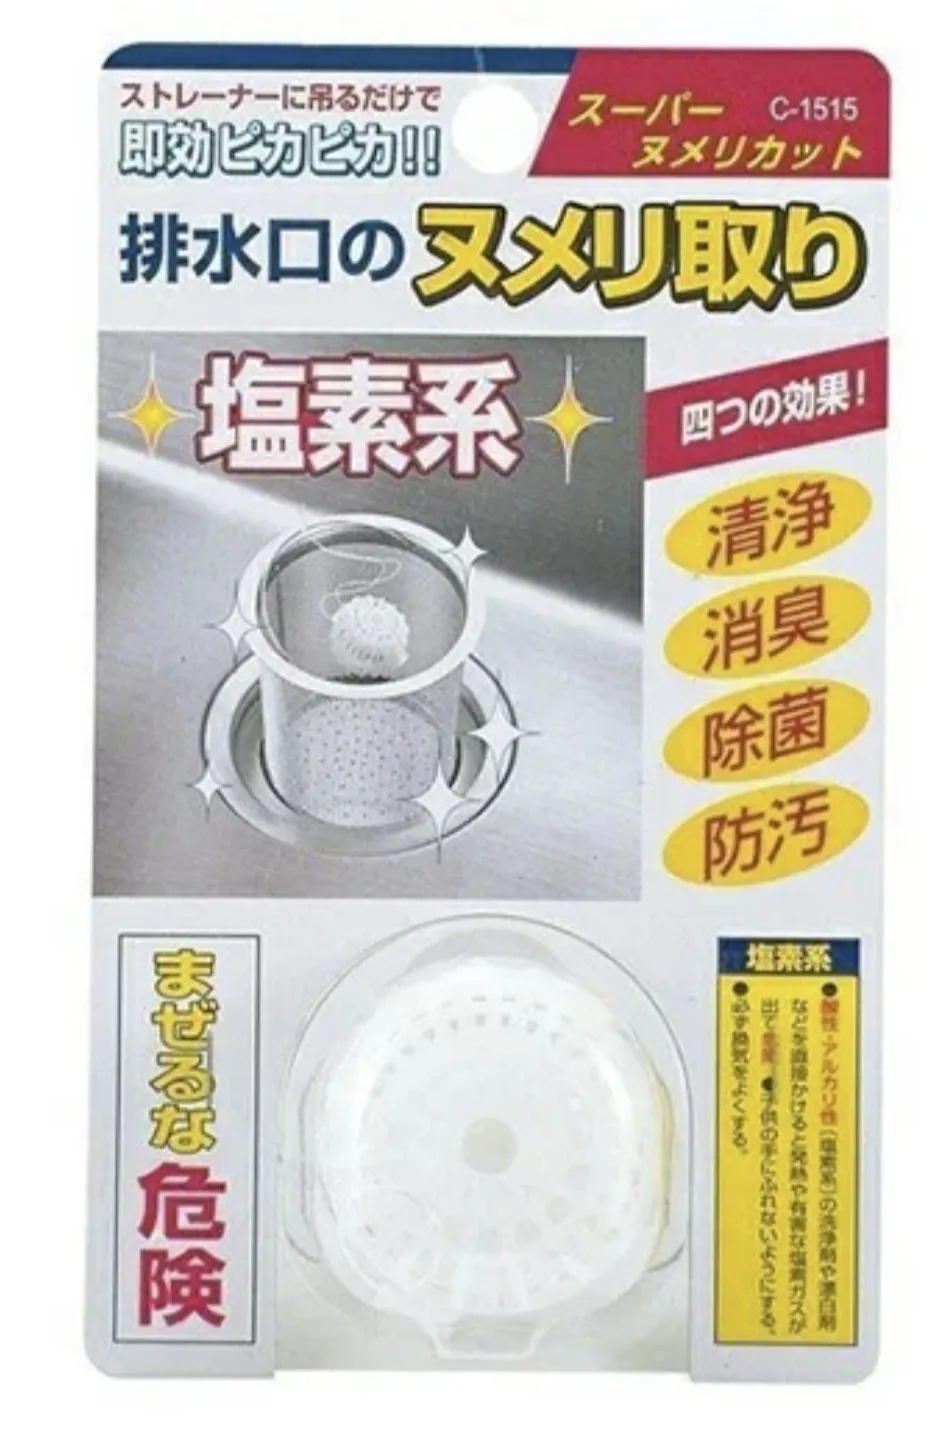 ストレーナーに吊るだけで
即効ピカピカ!!
スーパー
ヌメリカット
C-1515
排水口のヌメリ取り
塩素系
四つの効果!
清浄
消臭
除菌
防汚
まぜるな
危険
塩素系
●酸性・アルカリ性(塩素系)の洗浄剤や漂白剤
などを直接かけると発熱や有害な塩素ガスが
出て危険。●子供の手にふれないようにする。
●必ず換気をよくする。